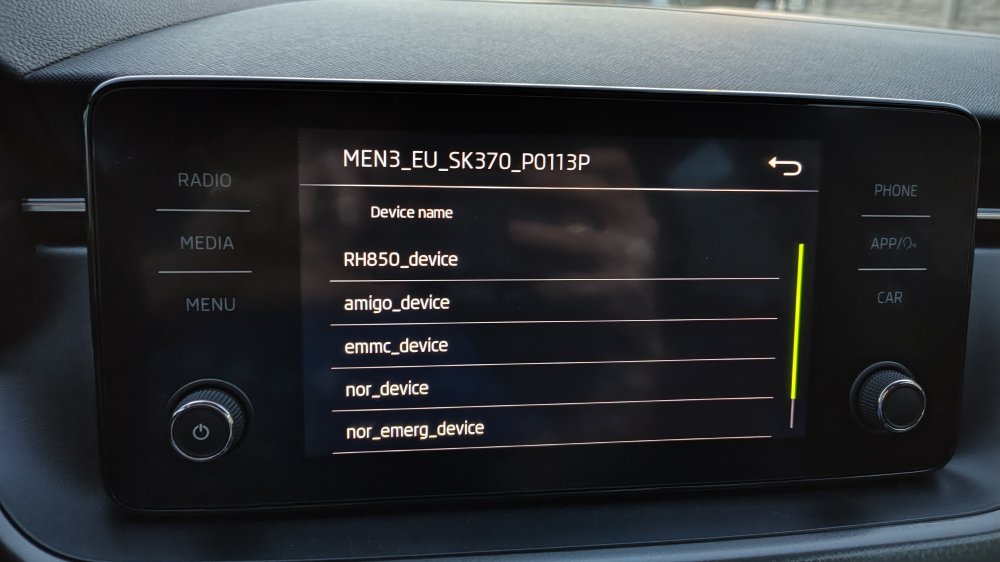 MEN3_EU_SK370_P0113P
Device name
RH850_device
amigo_device
emmc_device
nor_device
nor_emerg_device
RADIO
MEDIA
MENU
PHONE
APP/
CAR